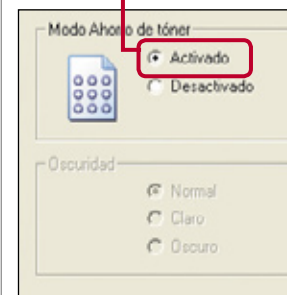 Modo Ahorro de tóner
Activado
Desactivado
Oscuridad
Normal
Claro
Oscuro